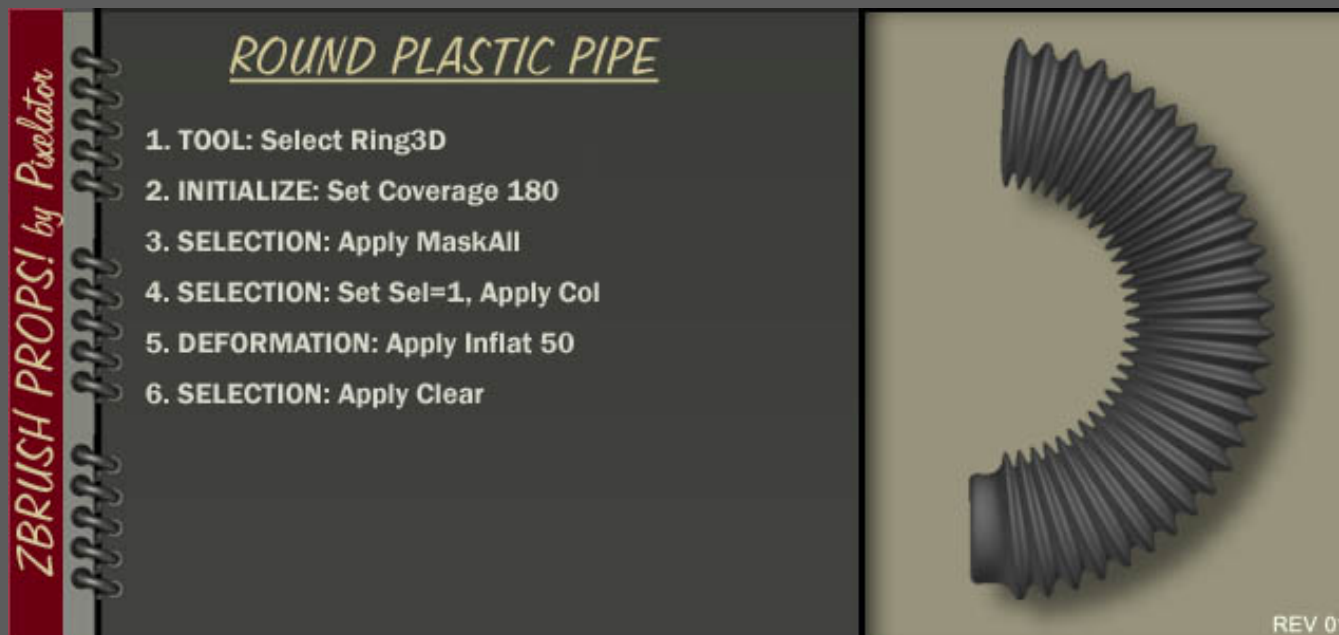 ZBRUSH PROPS! by Pixelator
ROUND PLASTIC PIPE
1. TOOL: Select Ring3D
2. INITIALIZE: Set Coverage 180
3. SELECTION: Apply MaskAll
4. SELECTION: Set Sel=1, Apply Col
5. DEFORMATION: Apply Inflat 50
6. SELECTION: Apply Clear
REV